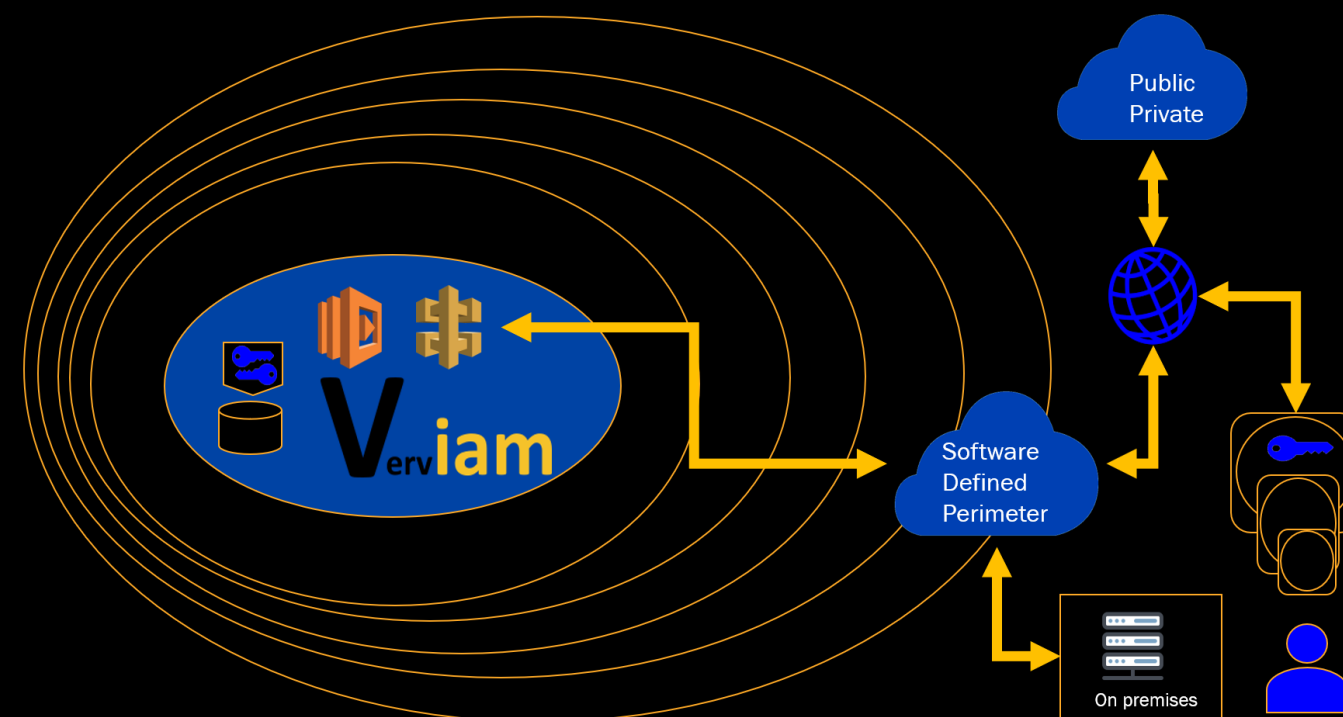 Public
Private
Verviam
Software
Defined
Perimeter
On premises